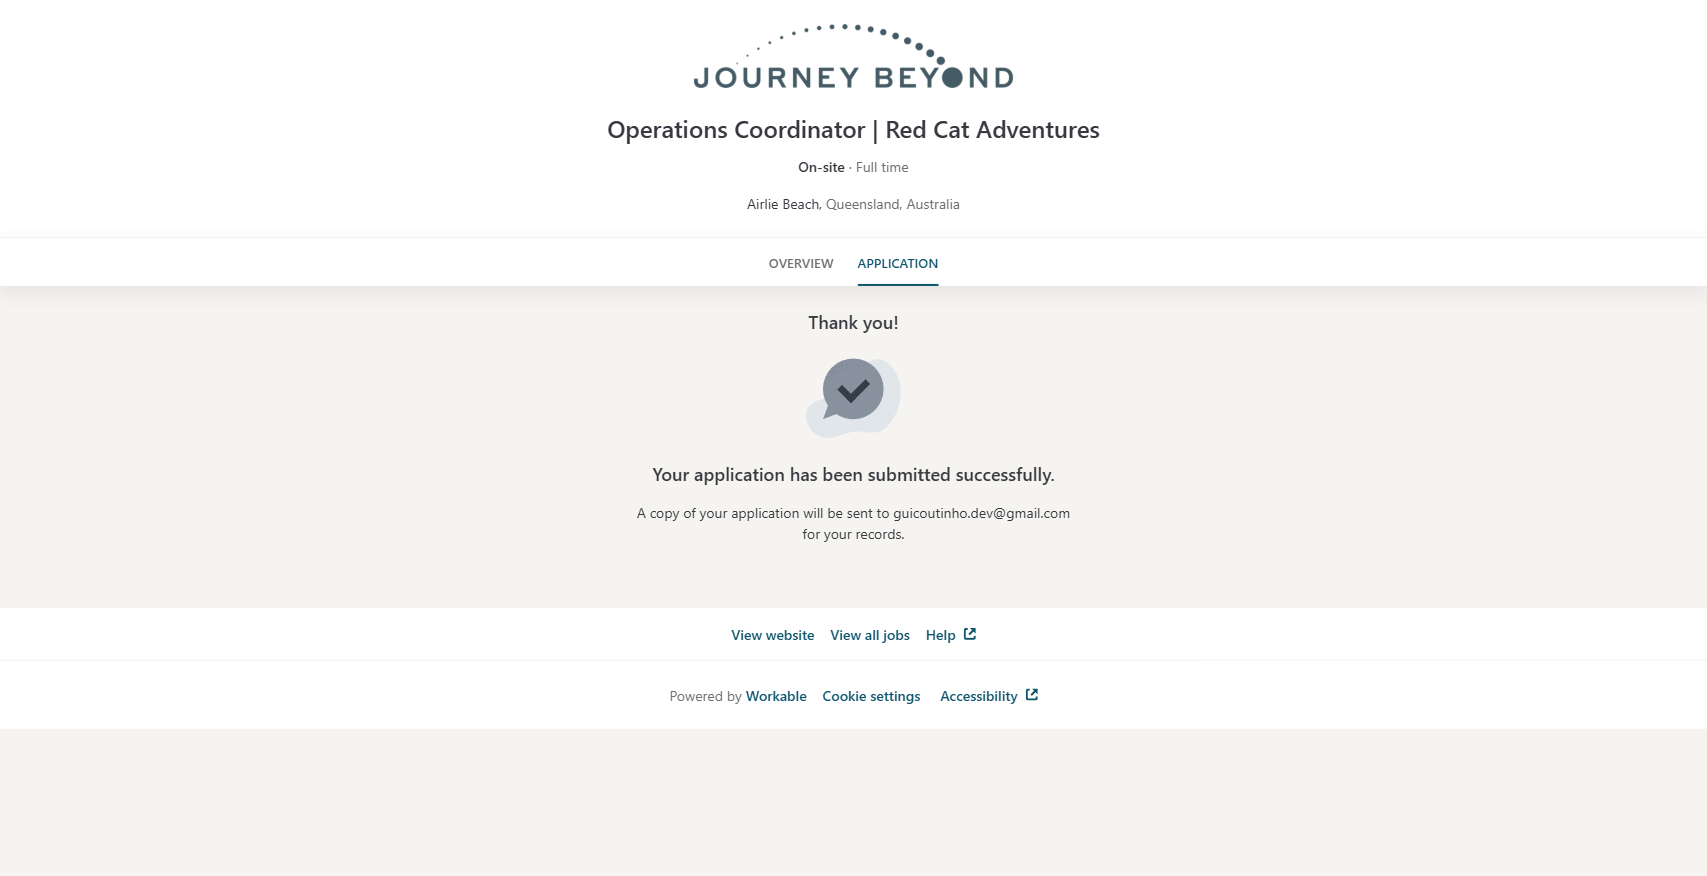 JOURNEY BEYOND
Operations Coordinator | Red Cat Adventures
On-site · Full time
Airlie Beach, Queensland, Australia
OVERVIEW APPLICATION
Thank you!
Your application has been submitted successfully.
A copy of your application will be sent to guicoutinho.dev@gmail.com
for your records.
View website View all jobs Help
Powered by Workable Cookie settings Accessibility